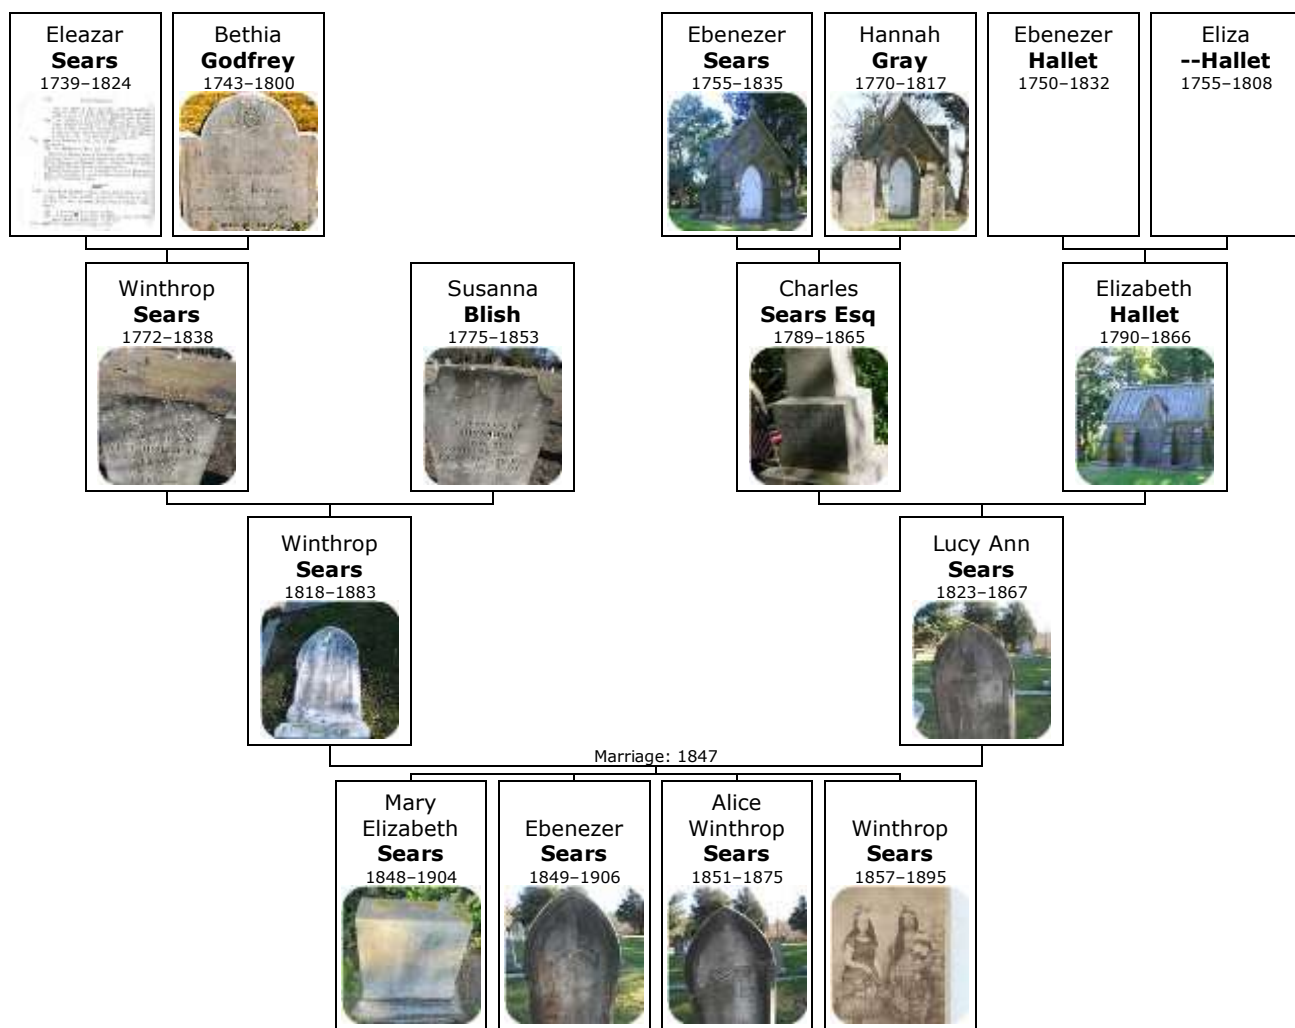 Eleazar
Sears
1739–1824
Bethia
Godfrey
1743–1800
Ebenezer
Sears
1755–1835
Hannah
Gray
1770–1817
Ebenezer
Hallet
1750–1832
Eliza
--Hallet
1755–1808
Winthrop
Sears
1772–1838
Susanna
Blish
1775–1853
Charles
Sears Esq
1789–1865
Elizabeth
Hallet
1790–1866
Winthrop
Sears
1818–1883
Lucy Ann
Sears
1823–1867
Marriage: 1847
Mary
Elizabeth
Sears
1848–1904
Ebenezer
Sears
1849–1906
Alice
Winthrop
Sears
1851–1875
Winthrop
Sears
1857–1895